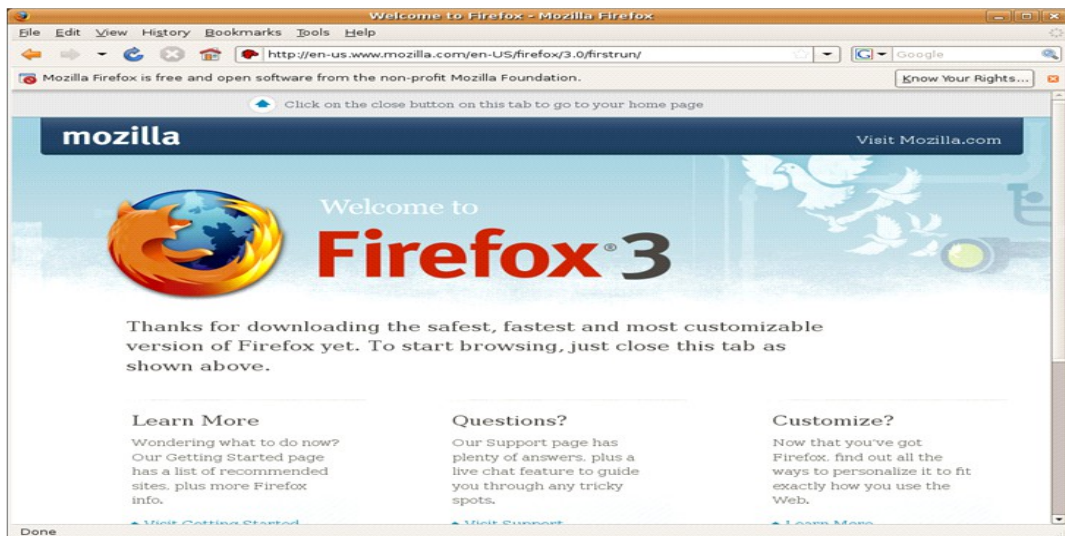 Welcome to Firefox - Mozilla Firefox
File Edit View History Bookmarks Tools Help
http://en-us.www.mozilla.com/en-US/firefox/3.0/firstrun/
G Google
Mozilla Firefox is free and open software from the non-profit Mozilla Foundation.
Know Your Rights...
Click on the close button on this tab to go to your home page
mozilla
Visit Mozilla.com
Welcome to
Firefox®3
Thanks for downloading the safest, fastest and most customizable
version of Firefox yet. To start browsing, just close this tab as
shown above.
Learn More
Wondering what to do now?
Our Getting Started page
has a list of recommended
sites, plus more Firefox
info.
Visit Getting Started
Questions?
Our Support page has
plenty of answers, plus a
live chat feature to guide
you through any tricky
spots.
Visit Support
Customize?
Now that you've got
Firefox, find out all the
ways to personalize it to fit
exactly how you use the
Web.
Learn More
Done